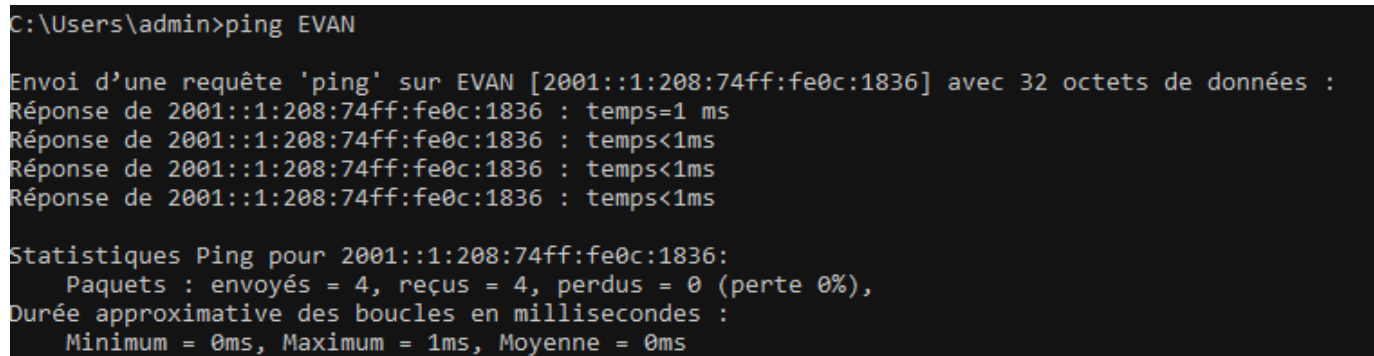 C:\Users\admin>ping EVAN
Envoi d’une requête 'ping' sur EVAN [2001::1:208:74ff:fe0c:1836] avec 32 octets de données :
Réponse de 2001::1:208:74ff:fe0c:1836 : temps=1 ms
Réponse de 2001::1:208:74ff:fe0c:1836 : temps<1ms
Réponse de 2001::1:208:74ff:fe0c:1836 : temps<1ms
Réponse de 2001::1:208:74ff:fe0c:1836 : temps<1ms
Statistiques Ping pour 2001::1:208:74ff:fe0c:1836:
Paquets : envoyés = 4, reçus = 4, perdus = 0 (perte 0%),
Durée approximative des boucles en millisecondes :
Minimum = 0ms, Maximum = 1ms, Moyenne = 0ms